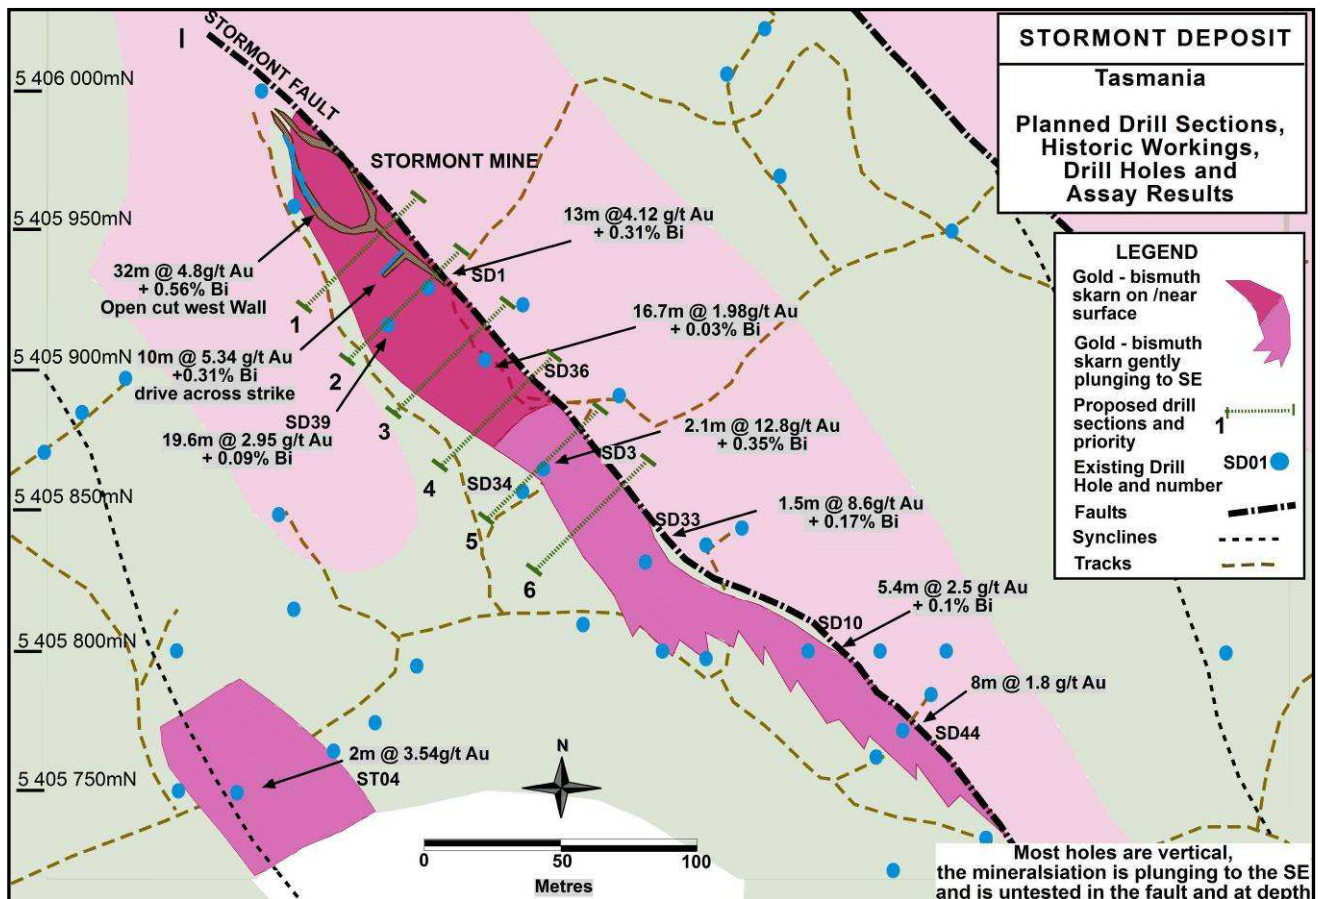 STORMONT DEPOSIT
Tasmania
Planned Drill Sections,
Historic Workings,
Drill Holes and
Assay Results
LEGEND
Gold - bismuth
skarn on /near
surface
Gold - bismuth
skarn gently
plunging to SE
Proposed drill
sections and
priority
1
Existing Drill
Hole and number
SD01
Faults
Synclines
Tracks
5 406 000mN
5 405 950mN
5 405 900mN
5 405 850mN
5 405 800mN
5 405 750mN
I
STORMONT FAULT
STORMONT MINE
13m @4.12 g/t Au
+ 0.31% Bi
SD1
32m @ 4.8g/t Au
+ 0.56% Bi
Open cut west Wall
1
16.7m @ 1.98g/t Au
+ 0.03% Bi
SD36
10m @ 5.34 g/t Au
+0.31% Bi
drive across strike
2
SD39
19.6m @ 2.95 g/t Au
+ 0.09% Bi
3
2.1m @ 12.8g/t Au
+ 0.35% Bi
SD3
SD34
4
1.5m @ 8.6g/t Au
+ 0.17% Bi
SD33
5
6
5.4m @ 2.5 g/t Au
+ 0.1% Bi
SD10
8m @ 1.8 g/t Au
SD44
2m @ 3.54g/t Au
ST04
N
0
50
100
Metres
Most holes are vertical,
the mineralsiation is plunging to the SE
and is untested in the fault and at depth